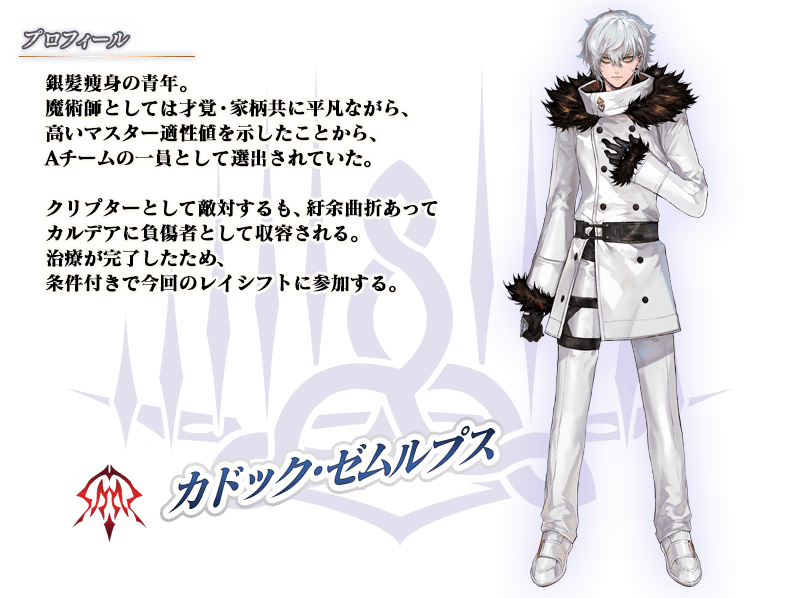 プロフィール
銀髪痩身の青年。
魔術師としては才覚・家柄共に平凡ながら、
高いマスター適性値を示したことから、
Aチームの一員として選出されていた。
クリプターとして敵対するも、紆余曲折あって
カルデアに負傷者として収容される。
治療が完了したため、
条件付きで今回のレイシフトに参加する。
カドック・ゼムルプス